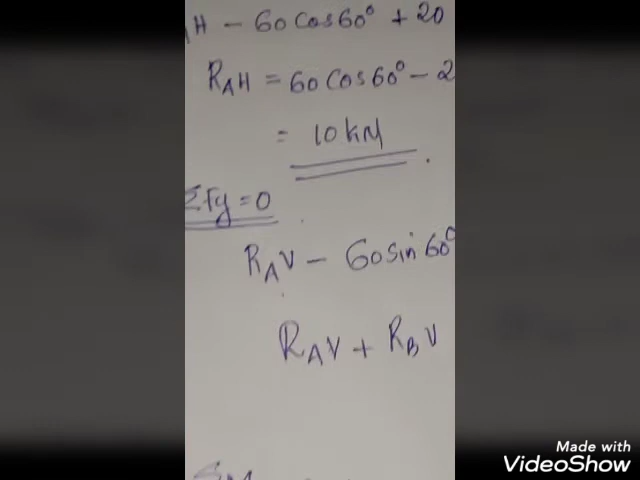 H - 60 Cos 60° + 20
RAH = 60 Cos 60° - 2
= 10 KN
ΣFy = 0
RAV - 60 sin 60°
RAV + RBV
Made with
VideoShow